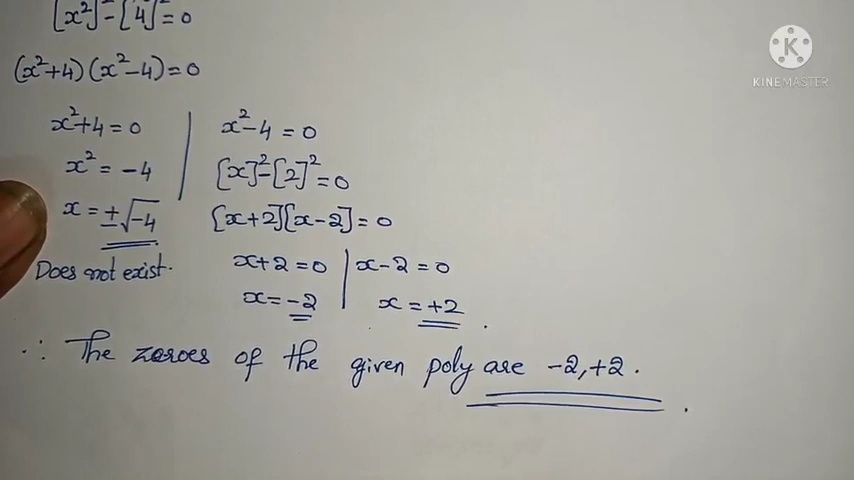 [x²]² - [4]² = 0
(x²+4) (x²-4) = 0
x²+4 = 0
x² = -4
x = ±√-4
Does not exist.
x²-4 = 0
[x]² - [2]² = 0
[x+2][x-2] = 0
x+2 = 0
x = -2
x-2 = 0
x = +2
∴ The zeroes of the given poly are -2, +2.
K
KINEMASTER